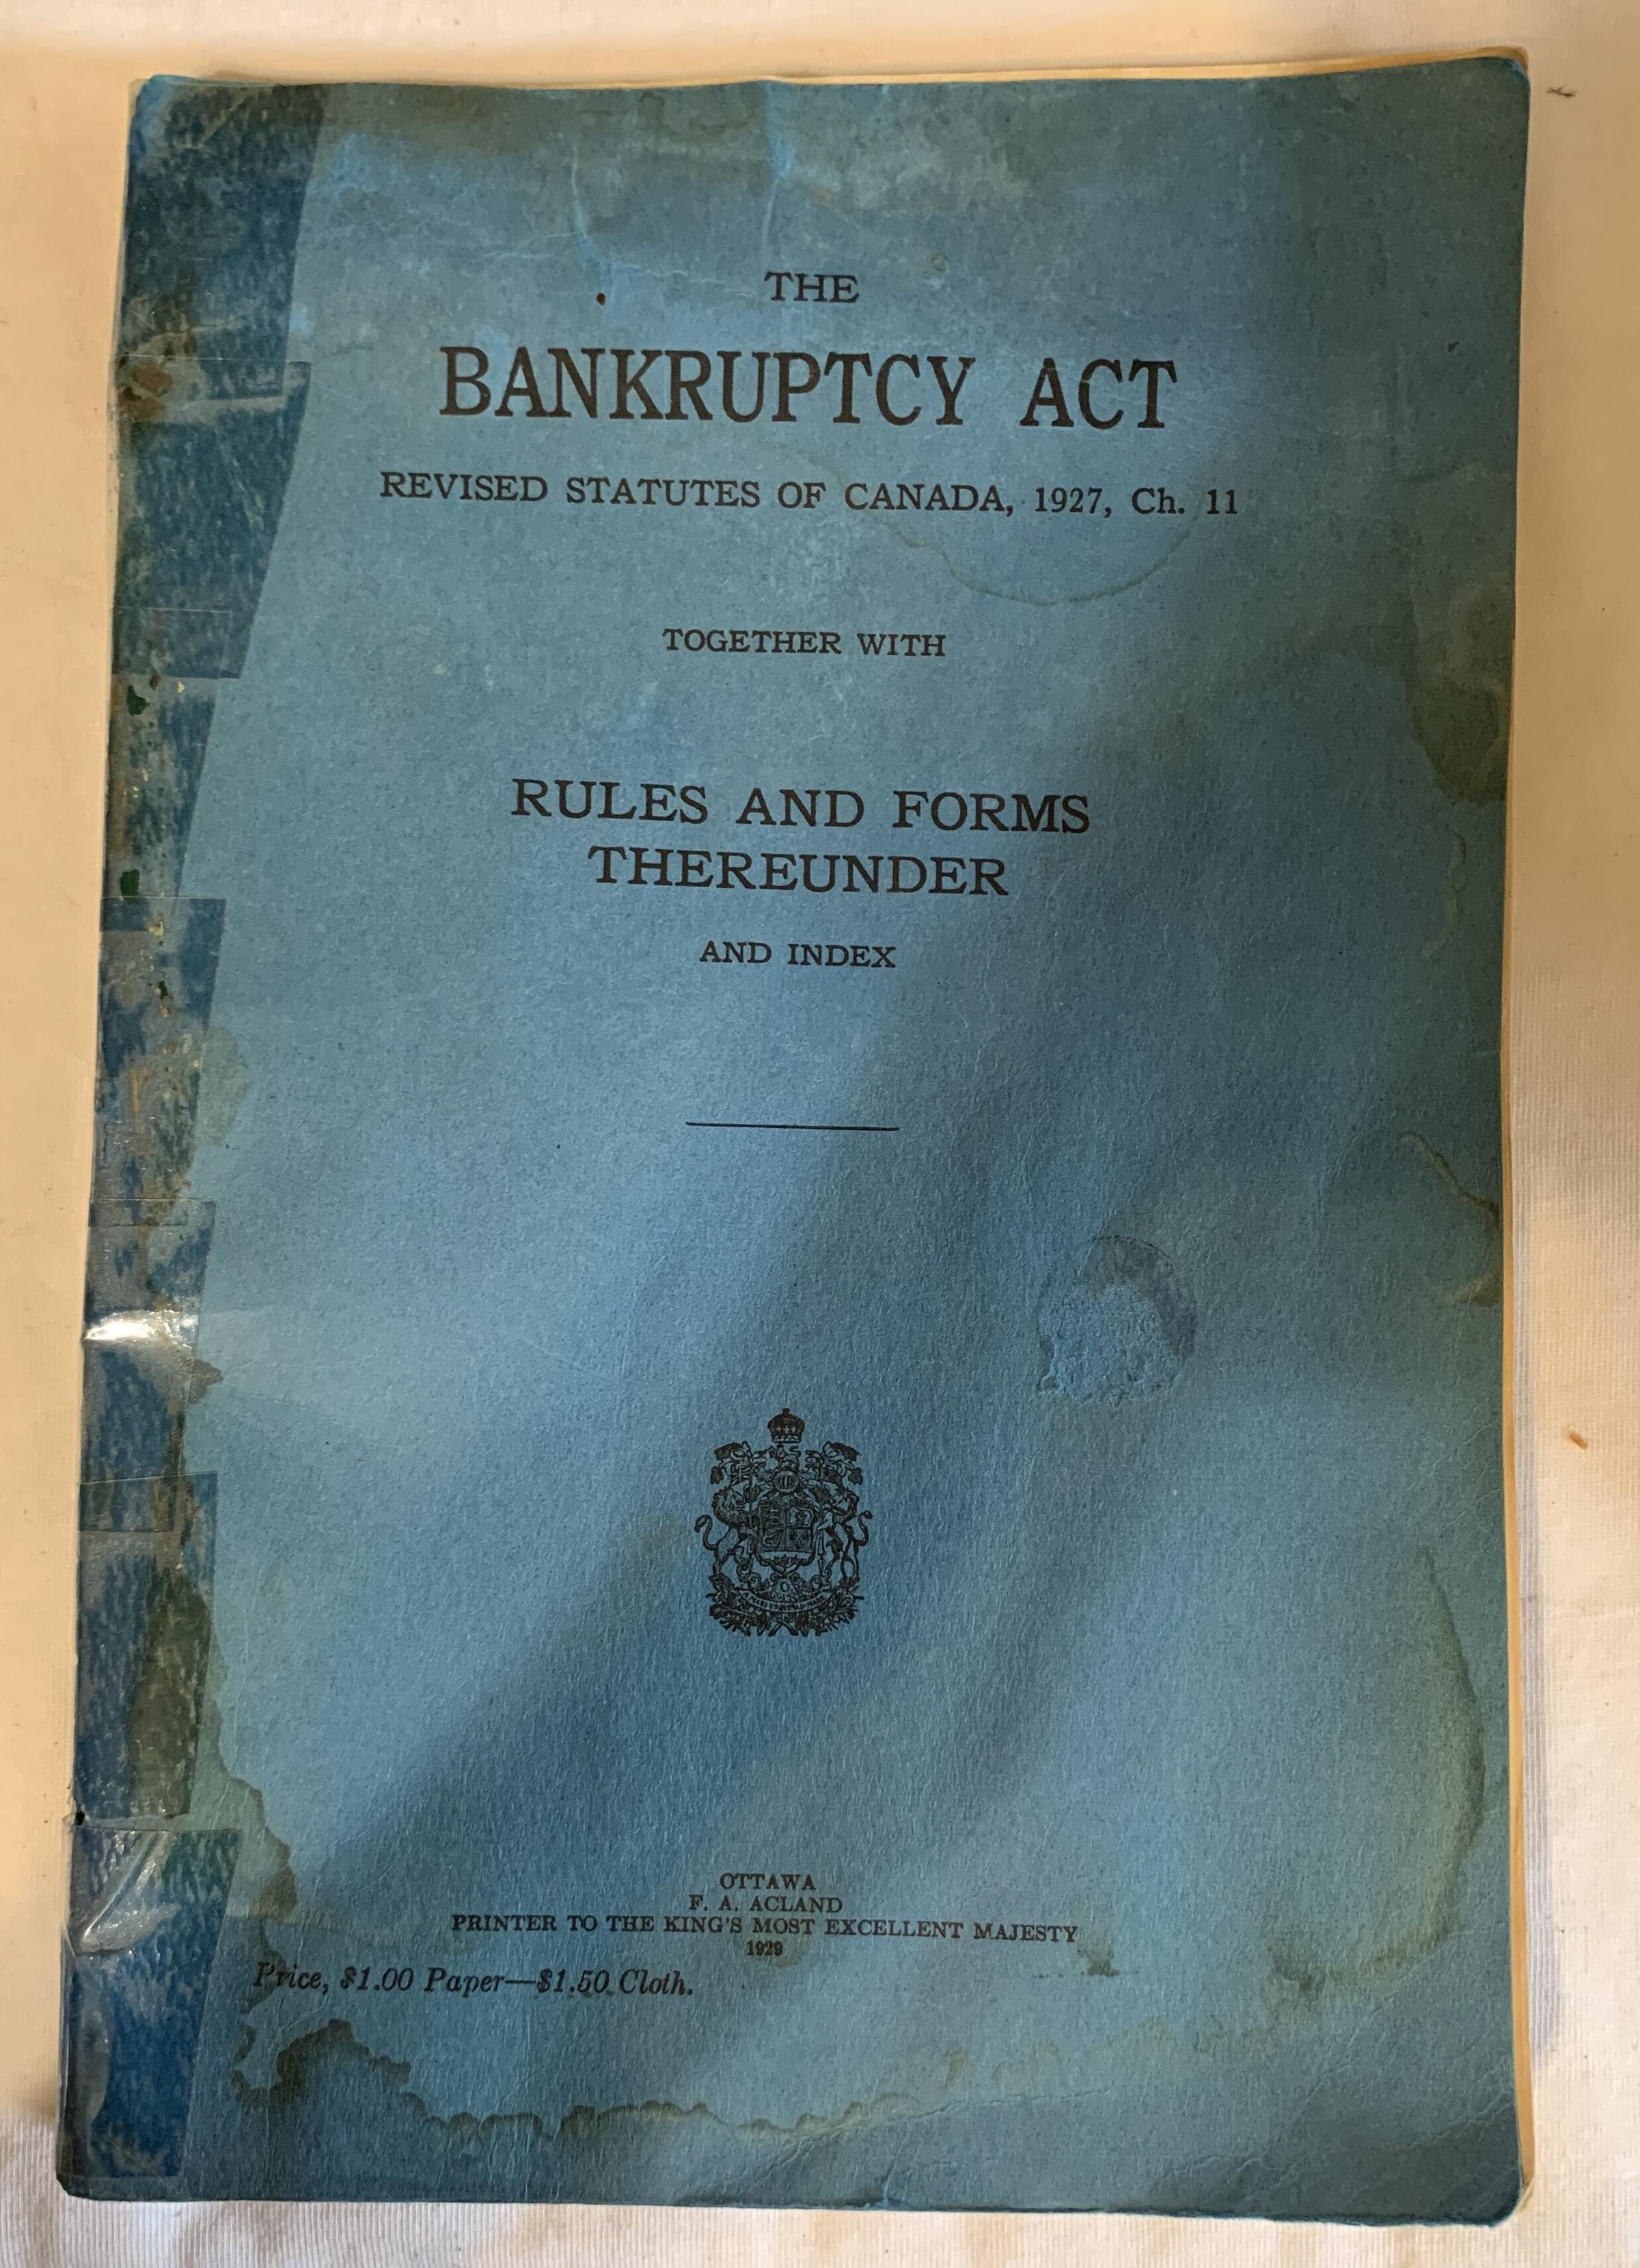 THE
BANKRUPTCY ACT
REVISED STATUTES OF CANADA, 1927, Ch. 11
TOGETHER WITH
RULES AND FORMS
THEREUNDER
AND INDEX
OTTAWA
F. A. ACLAND
PRINTER TO THE KING'S MOST EXCELLENT MAJESTY
1929
Price, $1.00 Paper—$1.50 Cloth.